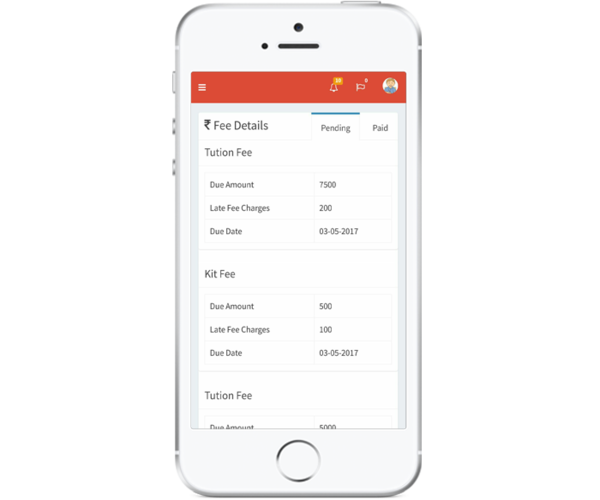 10
0
₹ Fee Details Pending Paid
Tution Fee
Due Amount 7500
Late Fee Charges 200
Due Date 03-05-2017
Kit Fee
Due Amount 500
Late Fee Charges 100
Due Date 03-05-2017
Tution Fee
Due Amount 5000